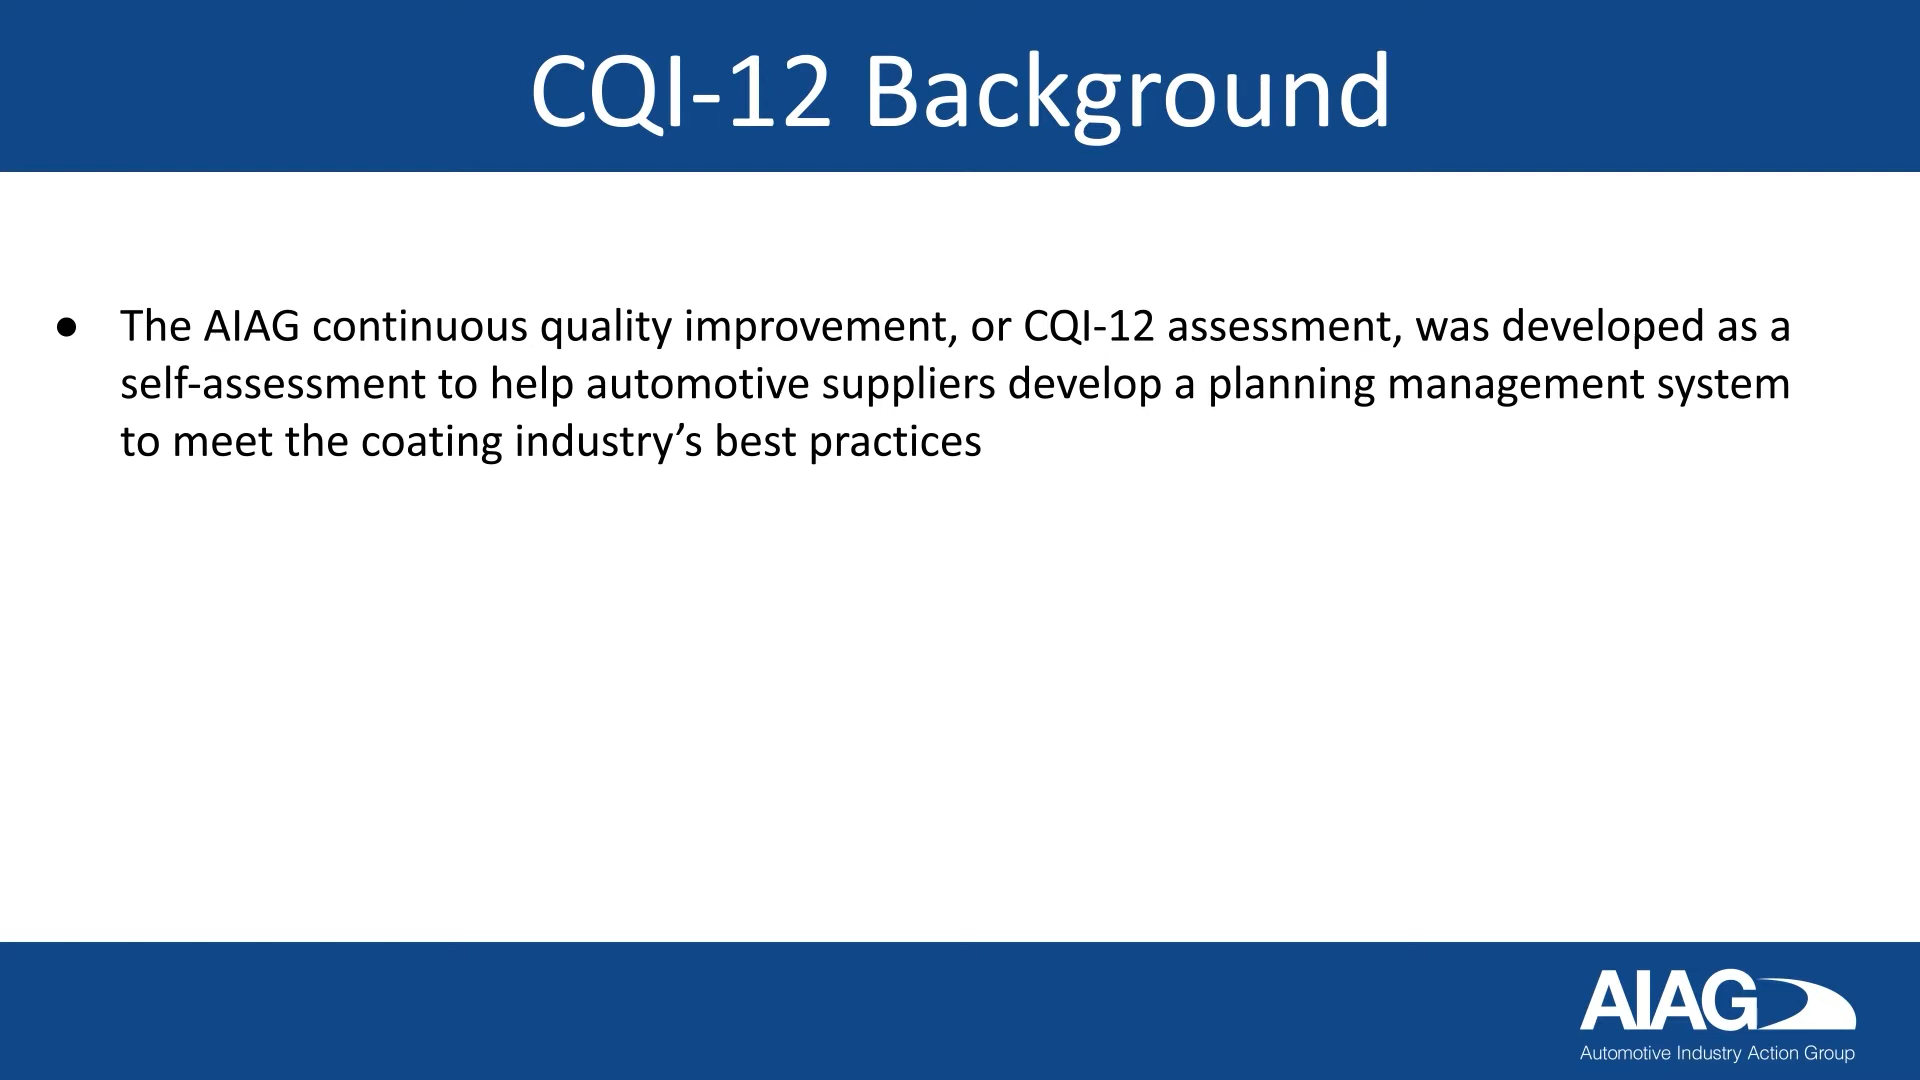 CQI-12 Background
● The AIAG continuous quality improvement, or CQI-12 assessment, was developed as a
self-assessment to help automotive suppliers develop a planning management system
to meet the coating industry’s best practices
AIAG
Automotive Industry Action Group